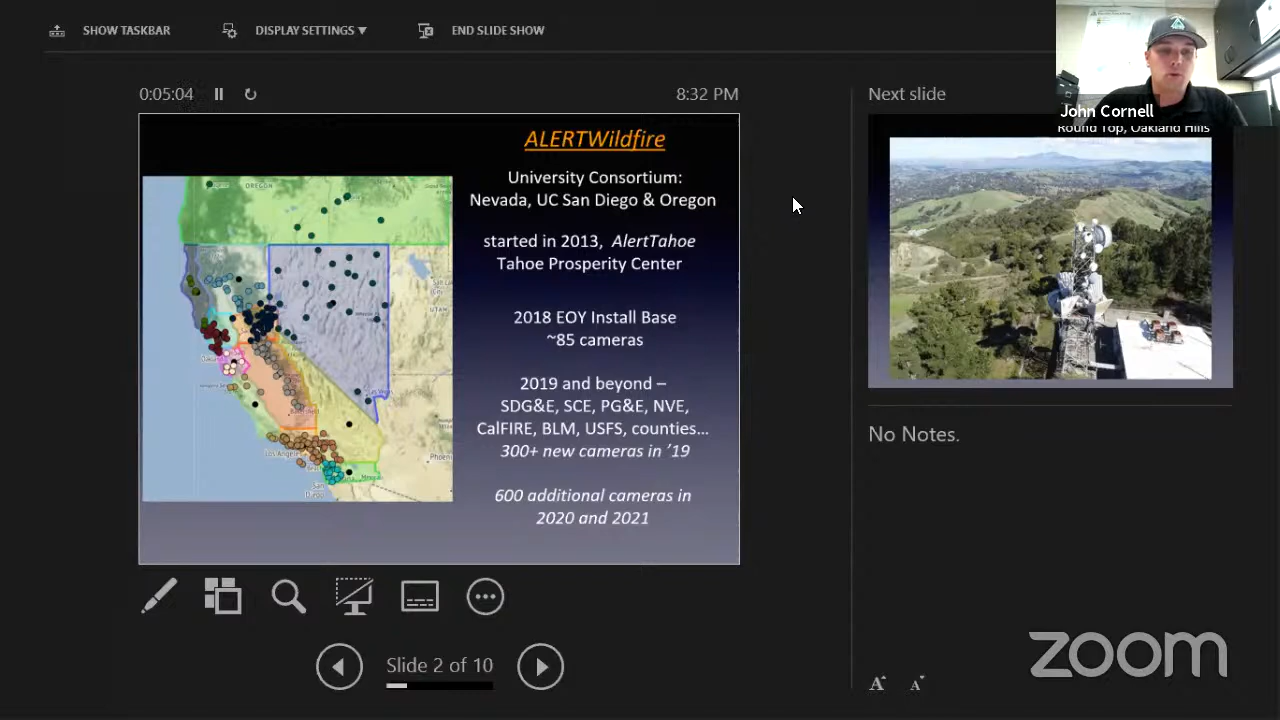 SHOW TASKBAR
DISPLAY SETTINGS ▼
END SLIDE SHOW
John Cornell
0:05:04
8:32 PM
Next slide
ALERTWildfire
University Consortium:
Nevada, UC San Diego & Oregon
started in 2013, AlertTahoe
Tahoe Prosperity Center
2018 EOY Install Base
~85 cameras
2019 and beyond –
SDG&E, SCE, PG&E, NVE,
CalFIRE, BLM, USFS, counties...
300+ new cameras in '19
600 additional cameras in
2020 and 2021
OREGON
UTAH
Los Angeles
San
Round Top, Oakland Hills
No Notes.
Slide 2 of 10
A
A
zoom